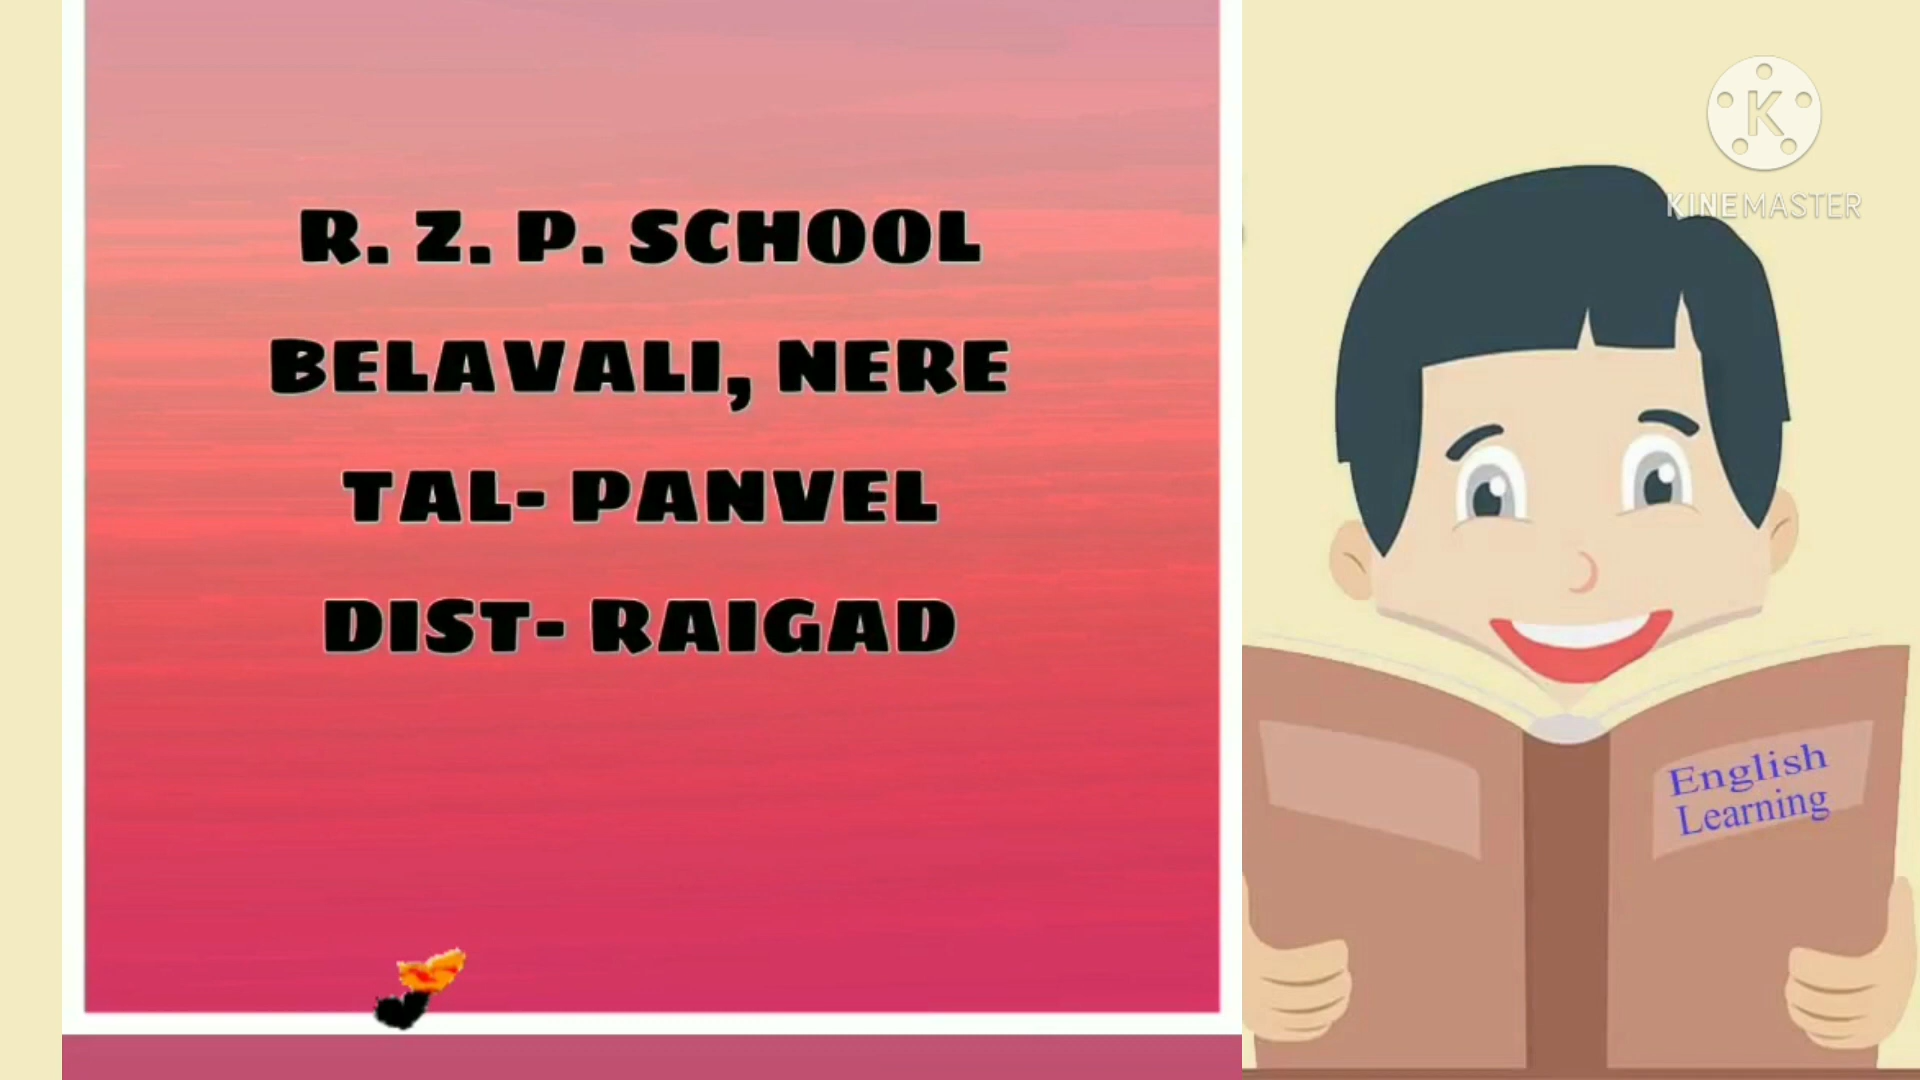 R. Z. P. SCHOOL
BELAVALI, NERE
TAL- PANVEL
DIST- RAIGAD
K
KINEMASTER
English
Learning